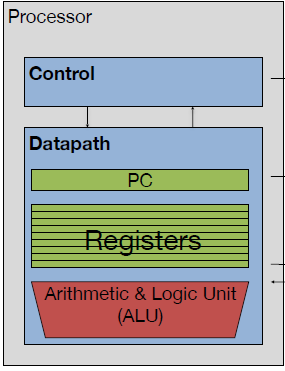 Processor
Control
Datapath
PC
Registers
Arithmetic & Logic Unit
(ALU)